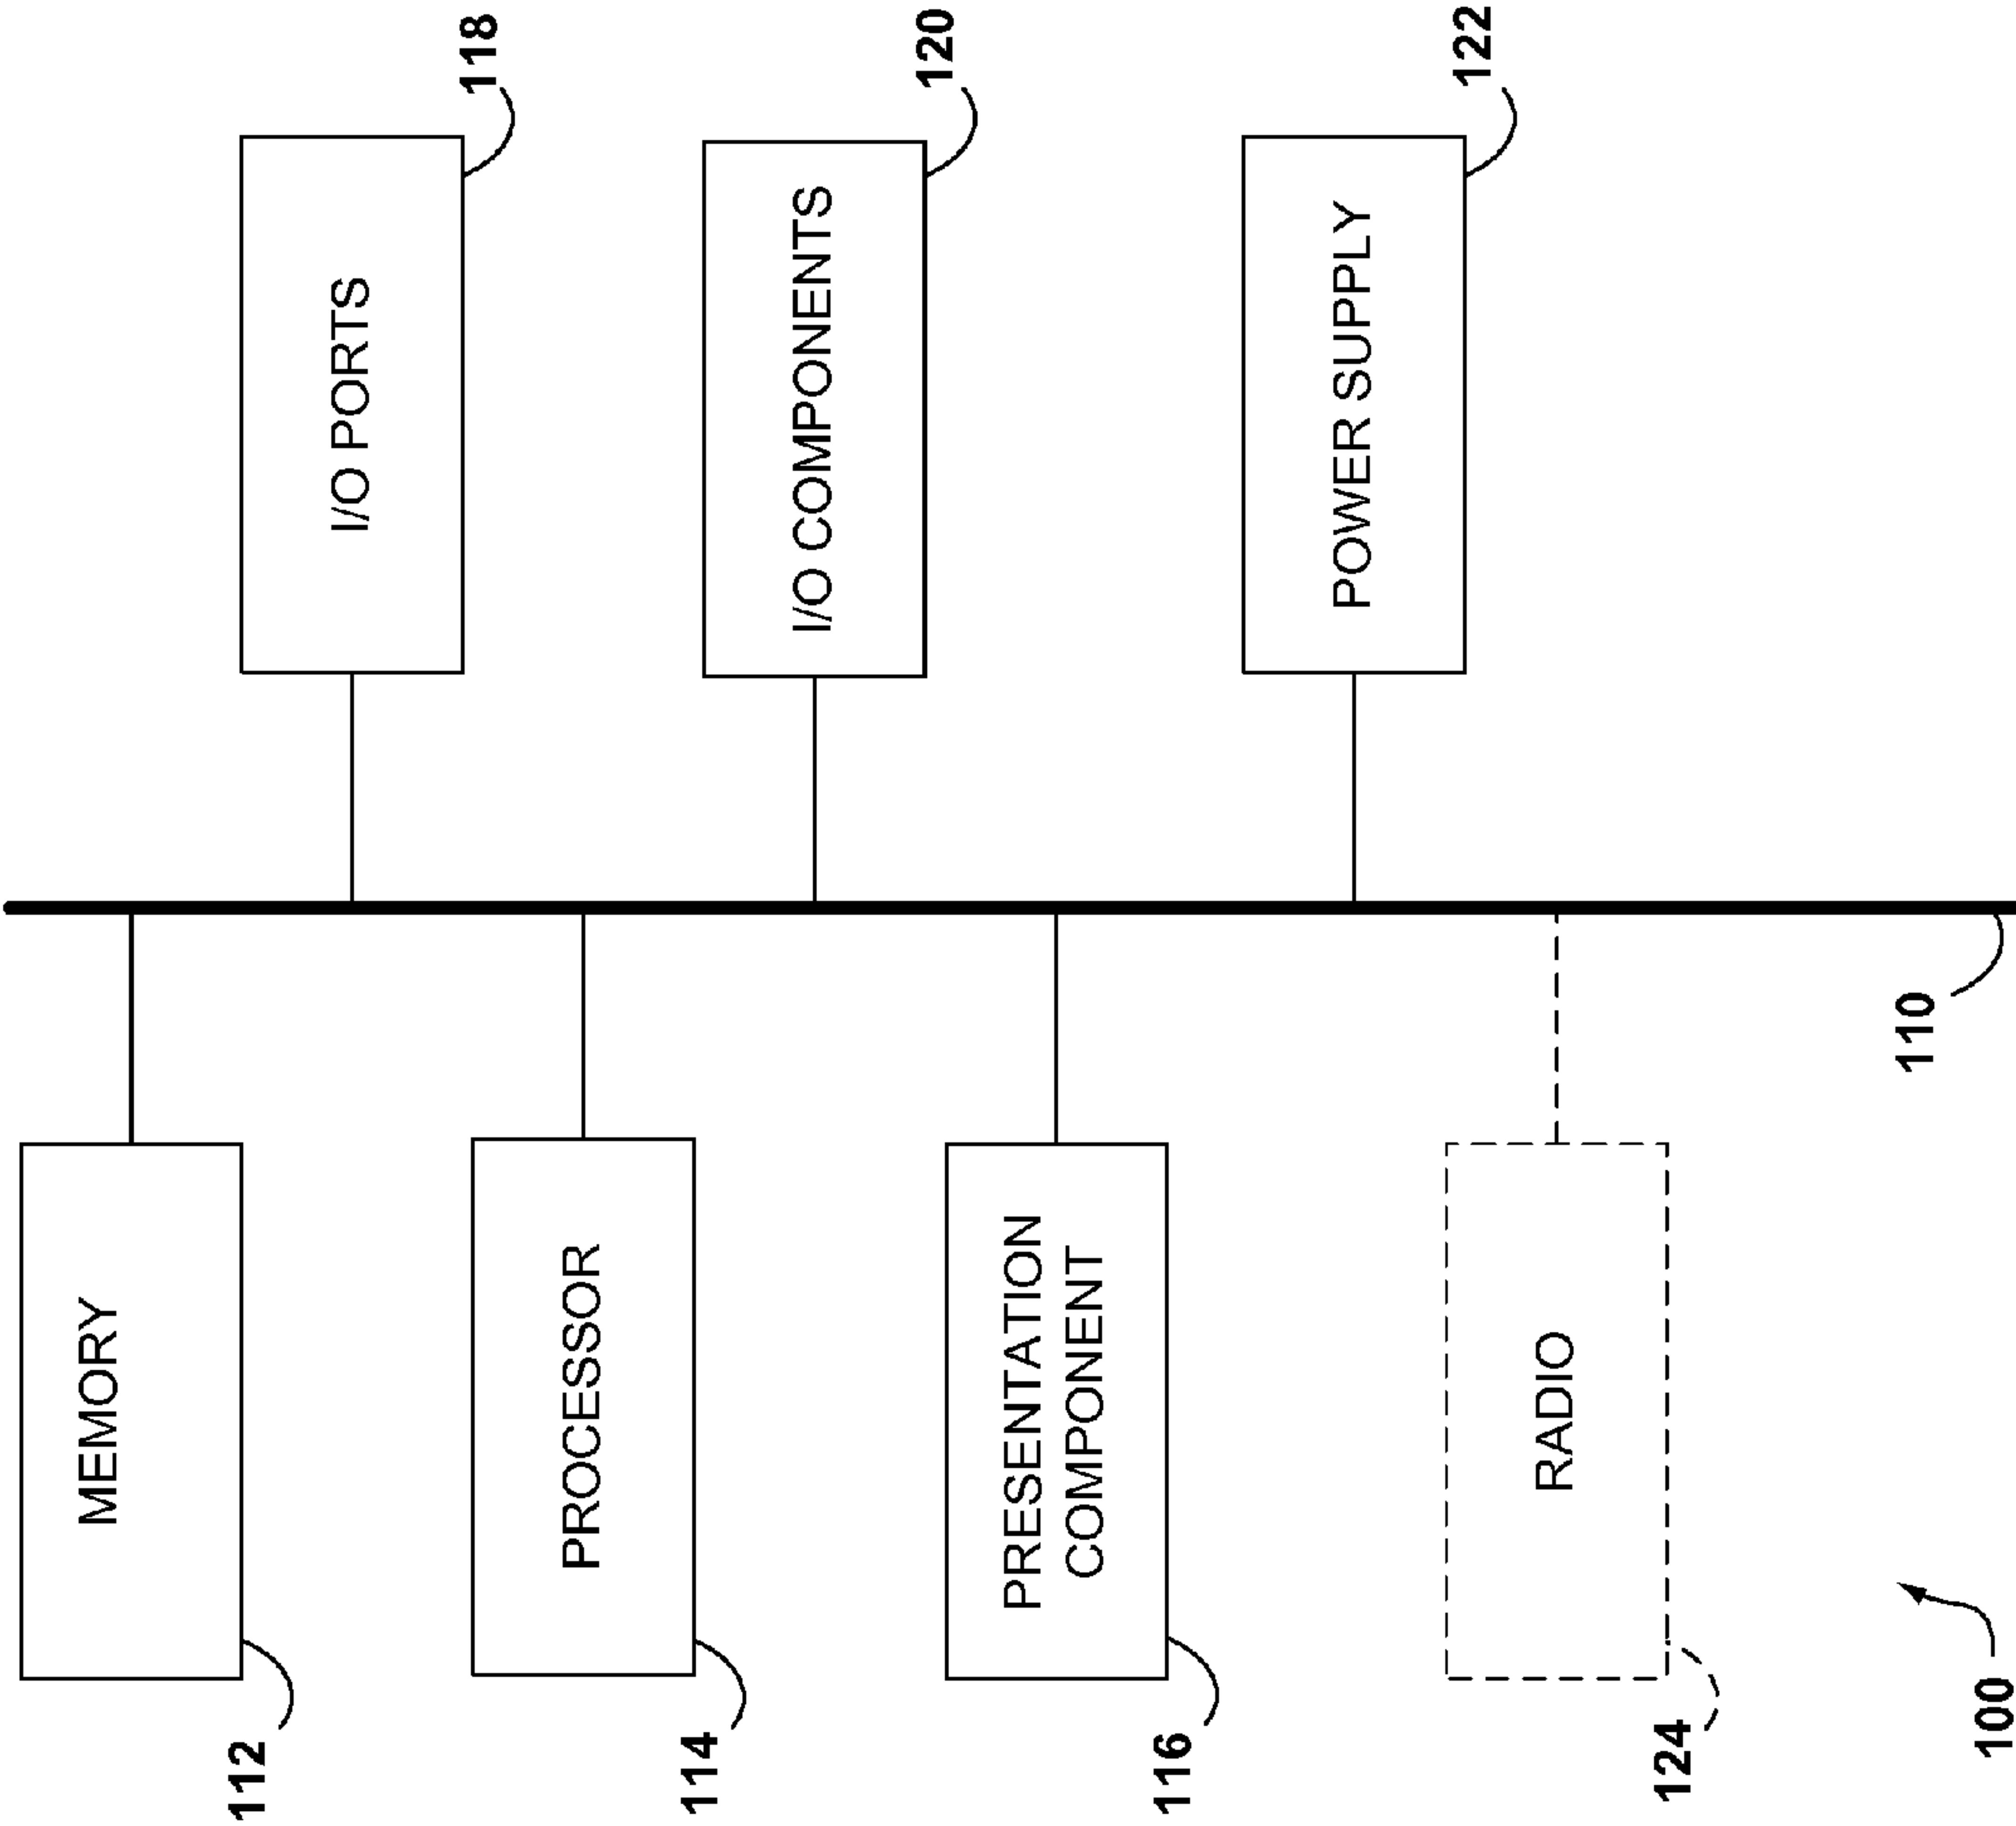 112
MEMORY
114
PROCESSOR
116
PRESENTATION
COMPONENT
124
RADIO
100
110
I/O PORTS
118
I/O COMPONENTS
120
POWER SUPPLY
122